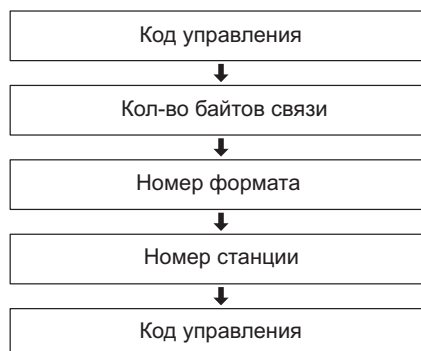 Код управления
Кол-во байтов связи
Номер формата
Номер станции
Код управления